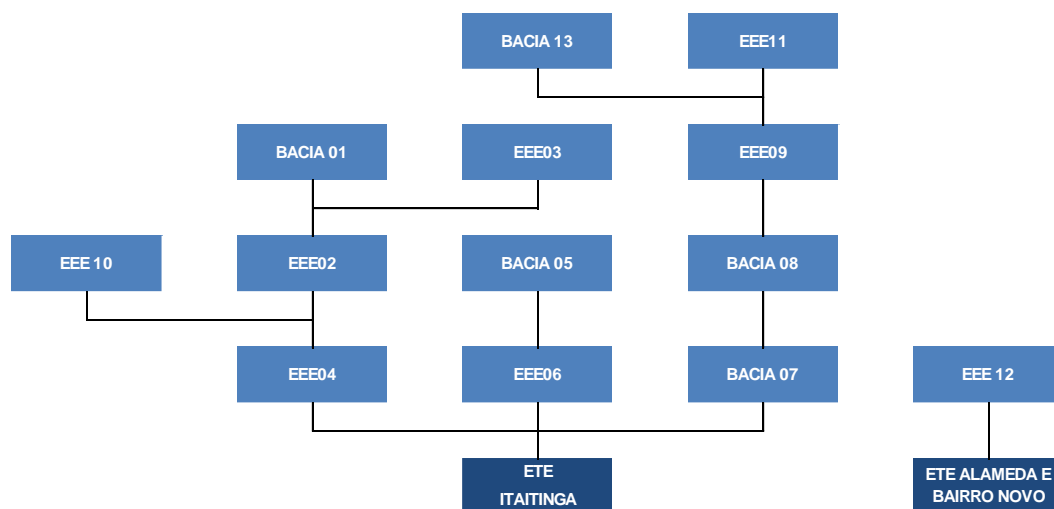 BACIA 13
EEE11
BACIA 01
EEE03
EEE09
EEE 10
EEE02
BACIA 05
BACIA 08
EEE04
EEE06
BACIA 07
EEE 12
ETE
ITAITINGA
ETE ALAMEDA E
BAIRRO NOVO